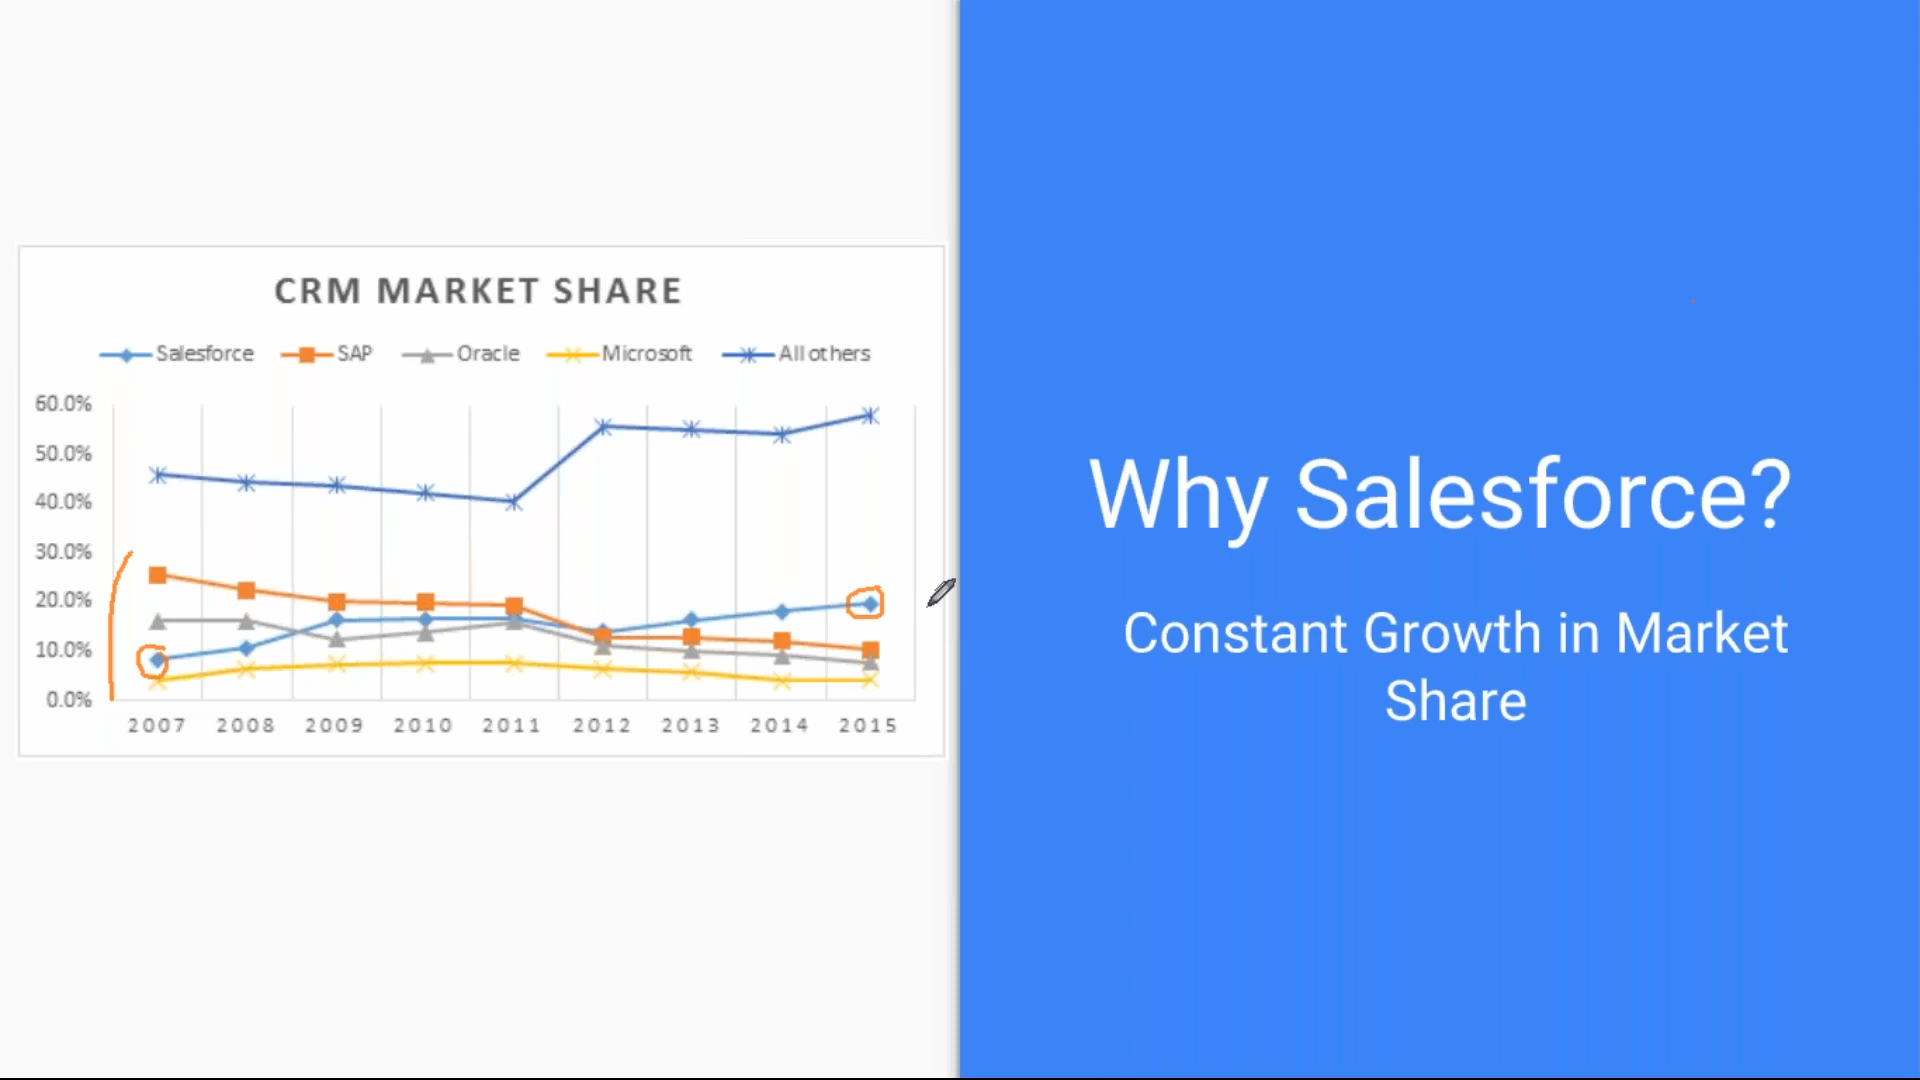 CRM MARKET SHARE
Salesforce SAP Oracle Microsoft All others
60.0%
50.0%
40.0%
30.0%
20.0%
10.0%
0.0%
2007 2008 2009 2010 2011 2012 2013 2014 2015
Why Salesforce?
Constant Growth in Market
Share